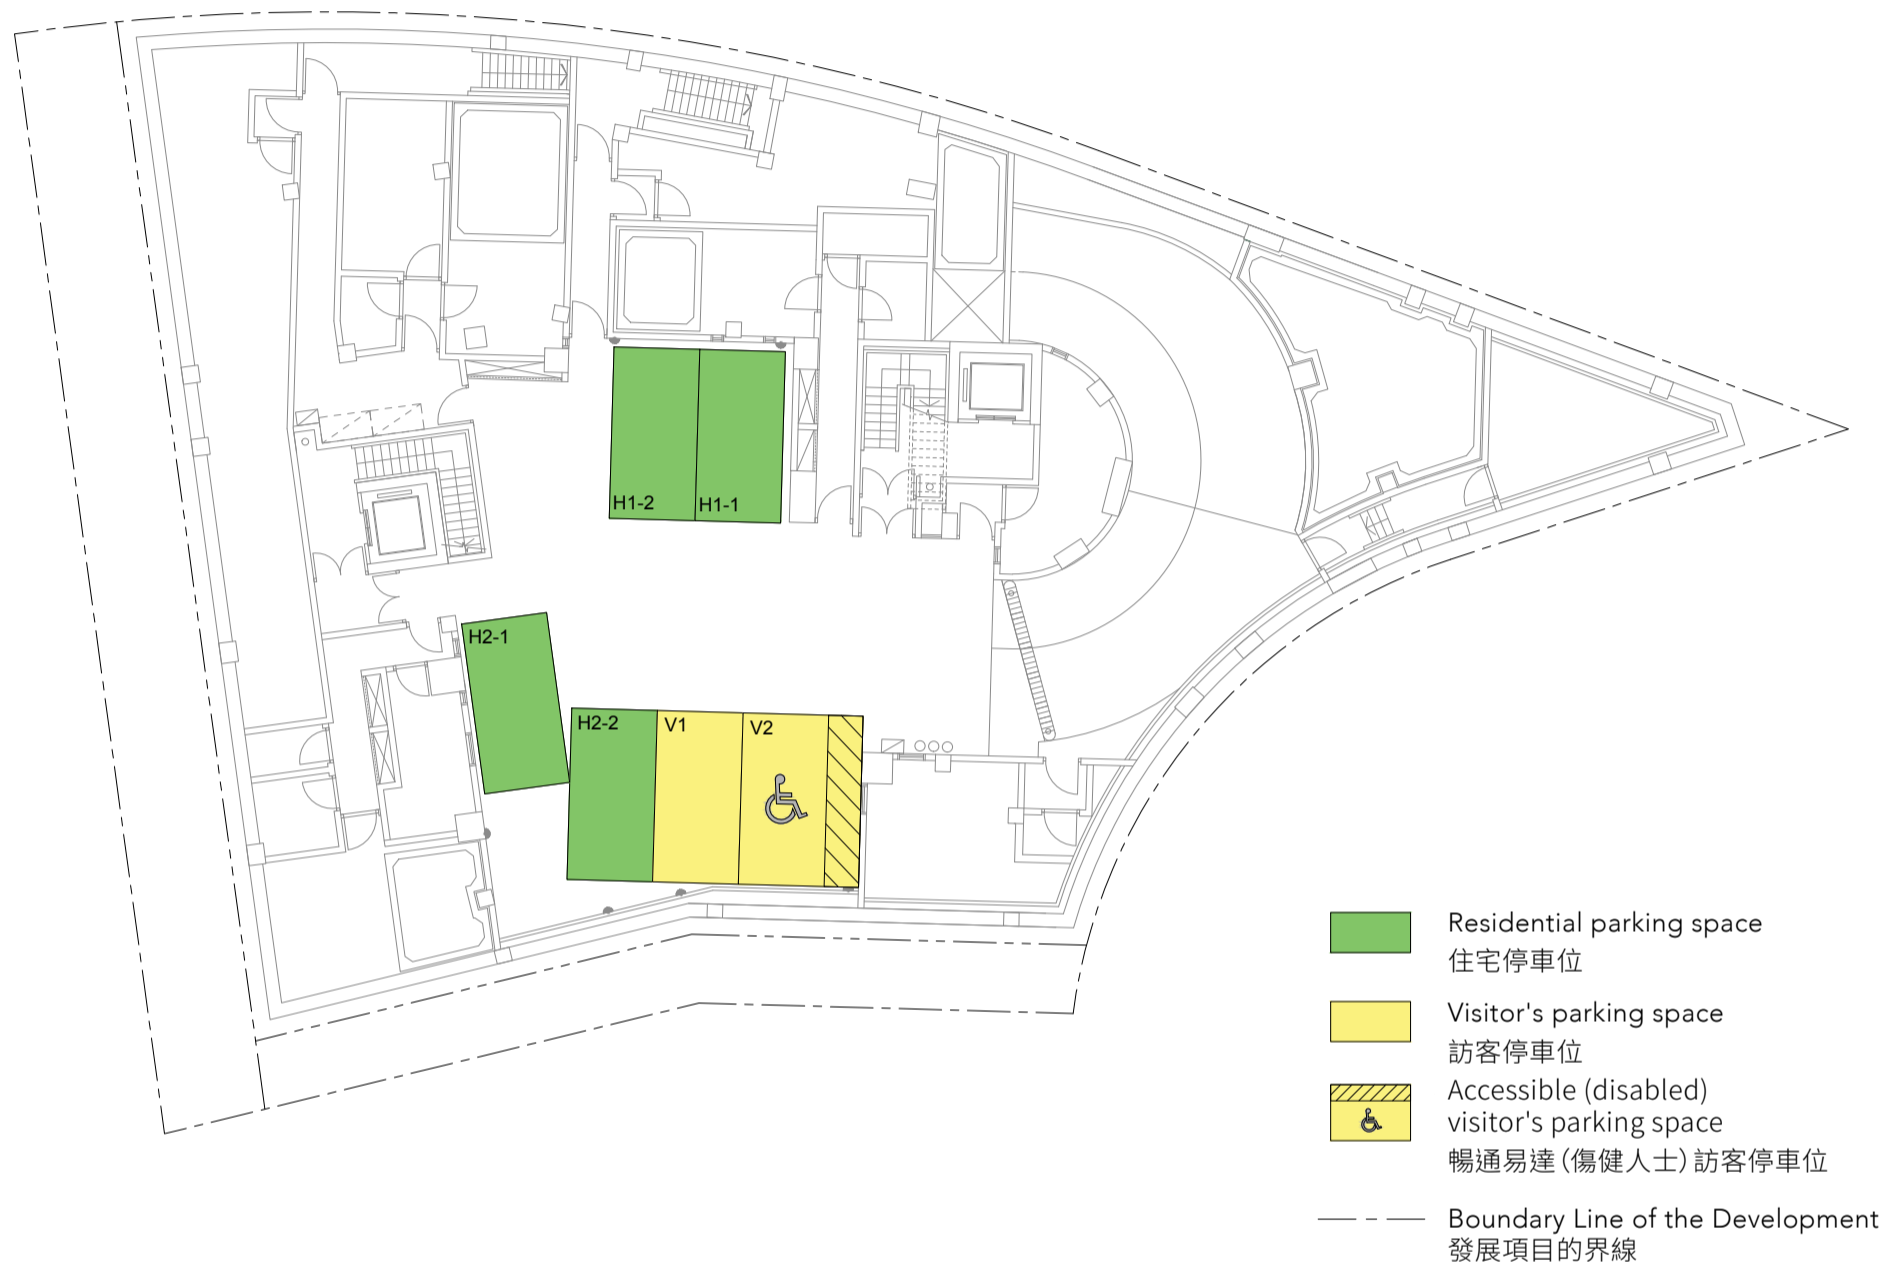 H1-2
H1-1
H2-1
H2-2
V1
V2
Residential parking space
住宅停車位
Visitor's parking space
訪客停車位
Accessible (disabled)
visitor's parking space
暢通易達(傷健人士)訪客停車位
Boundary Line of the Development
發展項目的界線